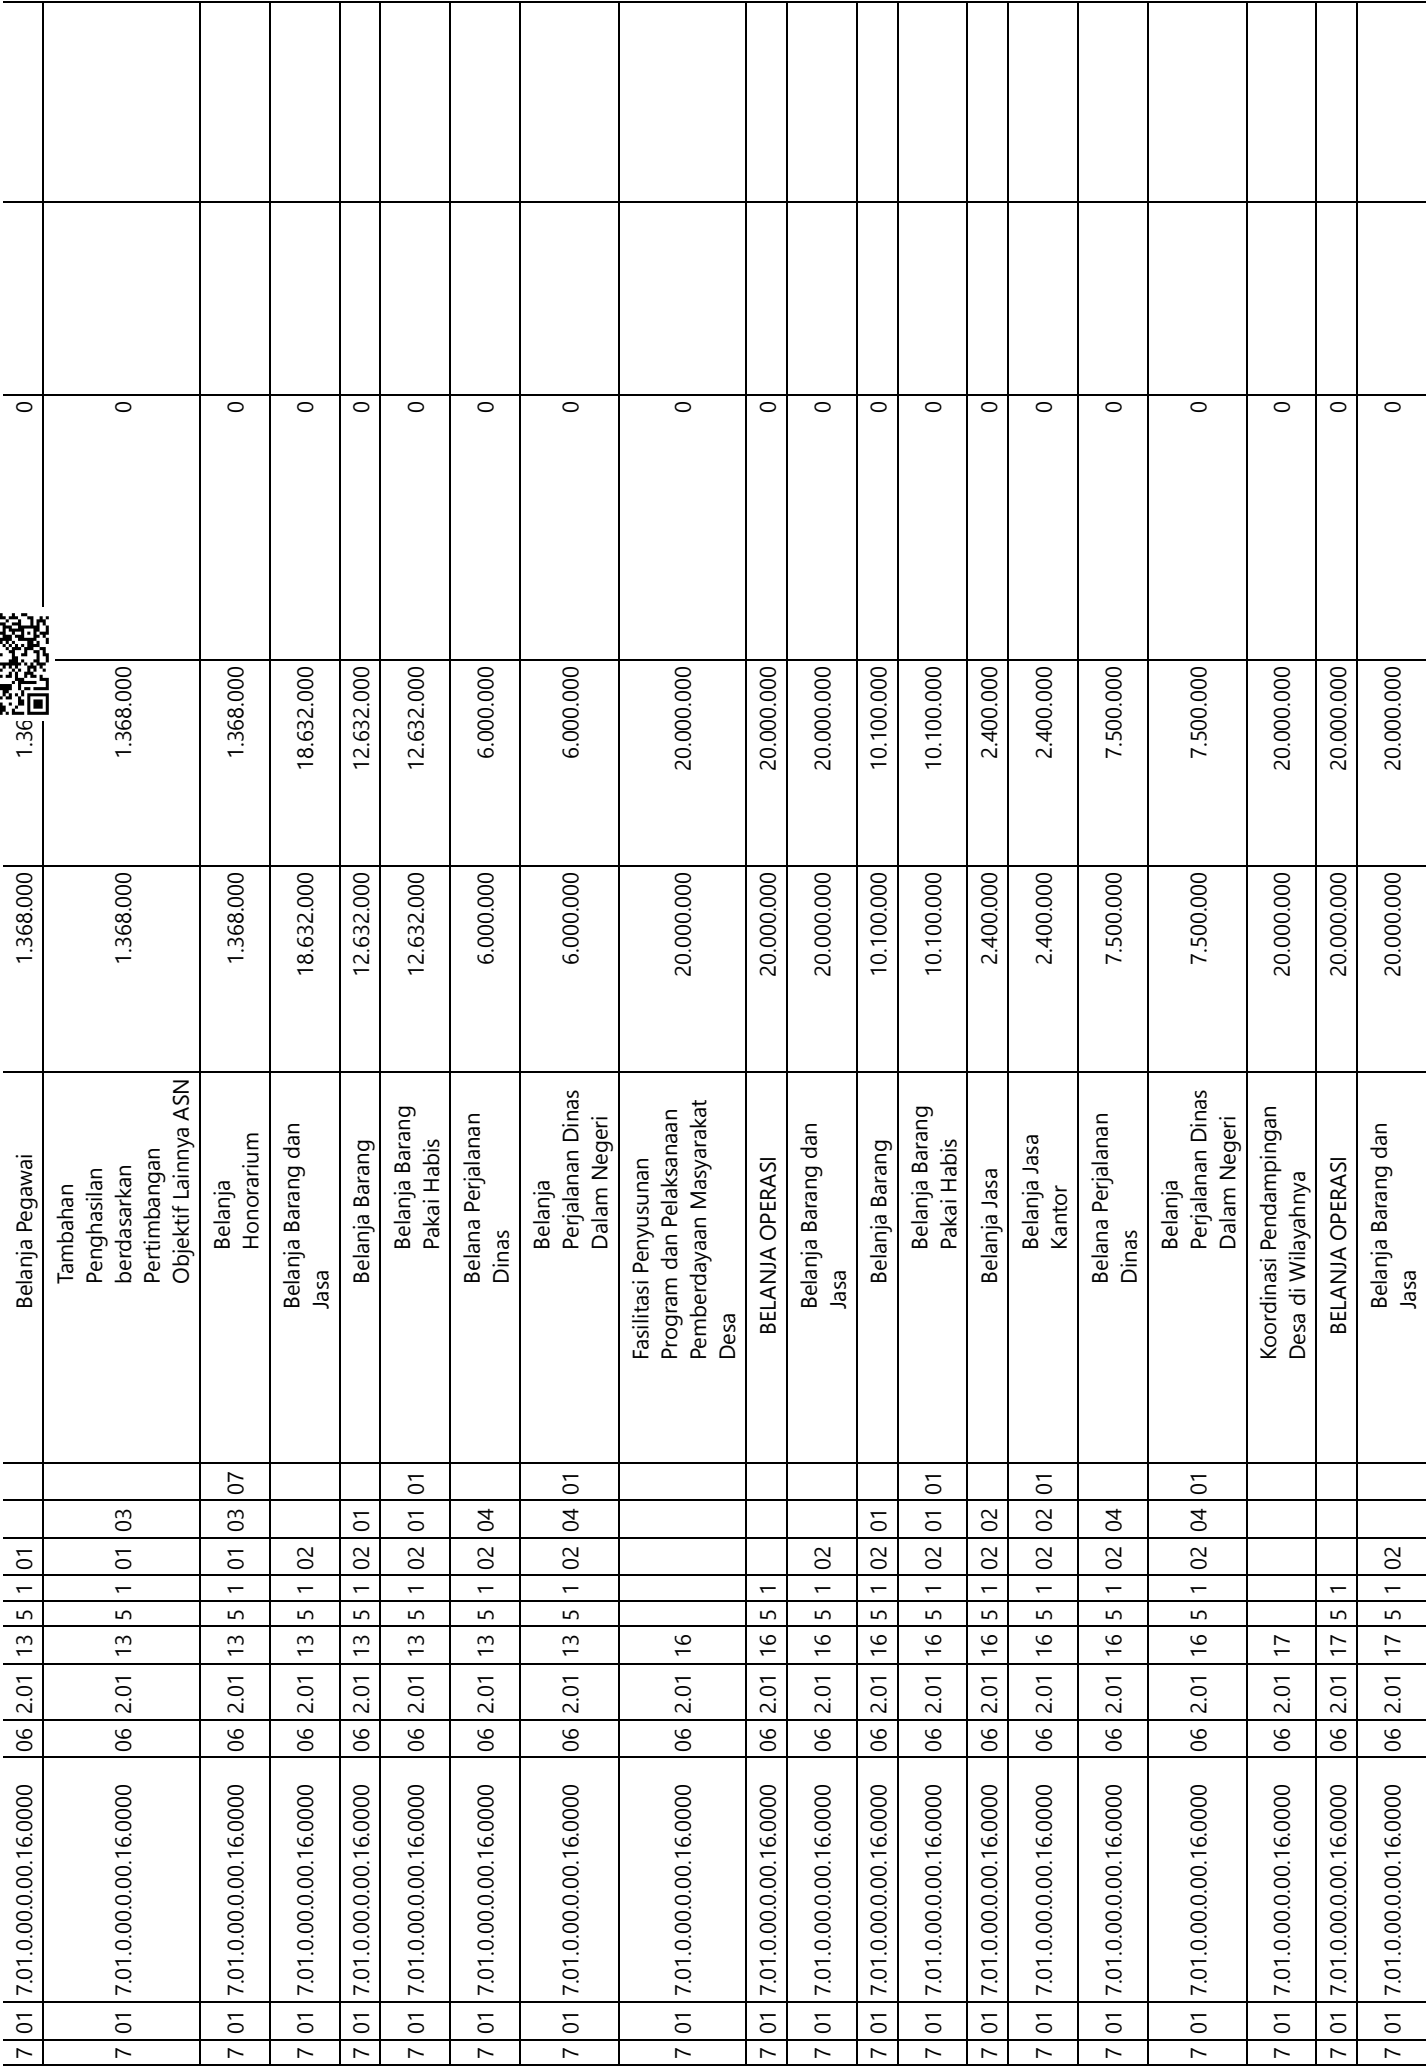 7 01 7.01.0.00.0.00.16.0000 06 2.01 13 5 1 01 Belanja Pegawai 1.368.000 1.36 0
7 01 7.01.0.00.0.00.16.0000 06 2.01 13 5 1 01 03 Tambahan
Penghasilan
berdasarkan
Pertimbangan
Objektif Lainnya ASN 1.368.000 1.368.000 0
7 01 7.01.0.00.0.00.16.0000 06 2.01 13 5 1 01 03 07 Belanja
Honorarium 1.368.000 1.368.000 0
7 01 7.01.0.00.0.00.16.0000 06 2.01 13 5 1 02 Belanja Barang dan
Jasa 18.632.000 18.632.000 0
7 01 7.01.0.00.0.00.16.0000 06 2.01 13 5 1 02 01 Belanja Barang 12.632.000 12.632.000 0
7 01 7.01.0.00.0.00.16.0000 06 2.01 13 5 1 02 01 01 Belanja Barang
Pakai Habis 12.632.000 12.632.000 0
7 01 7.01.0.00.0.00.16.0000 06 2.01 13 5 1 02 04 Belana Perjalanan
Dinas 6.000.000 6.000.000 0
7 01 7.01.0.00.0.00.16.0000 06 2.01 13 5 1 02 04 01 Belanja
Perjalanan Dinas
Dalam Negeri 6.000.000 6.000.000 0
7 01 7.01.0.00.0.00.16.0000 06 2.01 16 Fasilitasi Penyusunan
Program dan Pelaksanaan
Pemberdayaan Masyarakat
Desa 20.000.000 20.000.000 0
7 01 7.01.0.00.0.00.16.0000 06 2.01 16 5 1 BELANJA OPERASI 20.000.000 20.000.000 0
7 01 7.01.0.00.0.00.16.0000 06 2.01 16 5 1 02 Belanja Barang dan
Jasa 20.000.000 20.000.000 0
7 01 7.01.0.00.0.00.16.0000 06 2.01 16 5 1 02 01 Belanja Barang 10.100.000 10.100.000 0
7 01 7.01.0.00.0.00.16.0000 06 2.01 16 5 1 02 01 01 Belanja Barang
Pakai Habis 10.100.000 10.100.000 0
7 01 7.01.0.00.0.00.16.0000 06 2.01 16 5 1 02 02 Belanja Jasa 2.400.000 2.400.000 0
7 01 7.01.0.00.0.00.16.0000 06 2.01 16 5 1 02 02 01 Belanja Jasa
Kantor 2.400.000 2.400.000 0
7 01 7.01.0.00.0.00.16.0000 06 2.01 16 5 1 02 04 Belana Perjalanan
Dinas 7.500.000 7.500.000 0
7 01 7.01.0.00.0.00.16.0000 06 2.01 16 5 1 02 04 01 Belanja
Perjalanan Dinas
Dalam Negeri 7.500.000 7.500.000 0
7 01 7.01.0.00.0.00.16.0000 06 2.01 17 Koordinasi Pendampingan
Desa di Wilayahnya 20.000.000 20.000.000 0
7 01 7.01.0.00.0.00.16.0000 06 2.01 17 5 1 BELANJA OPERASI 20.000.000 20.000.000 0
7 01 7.01.0.00.0.00.16.0000 06 2.01 17 5 1 02 Belanja Barang dan
Jasa 20.000.000 20.000.000 0